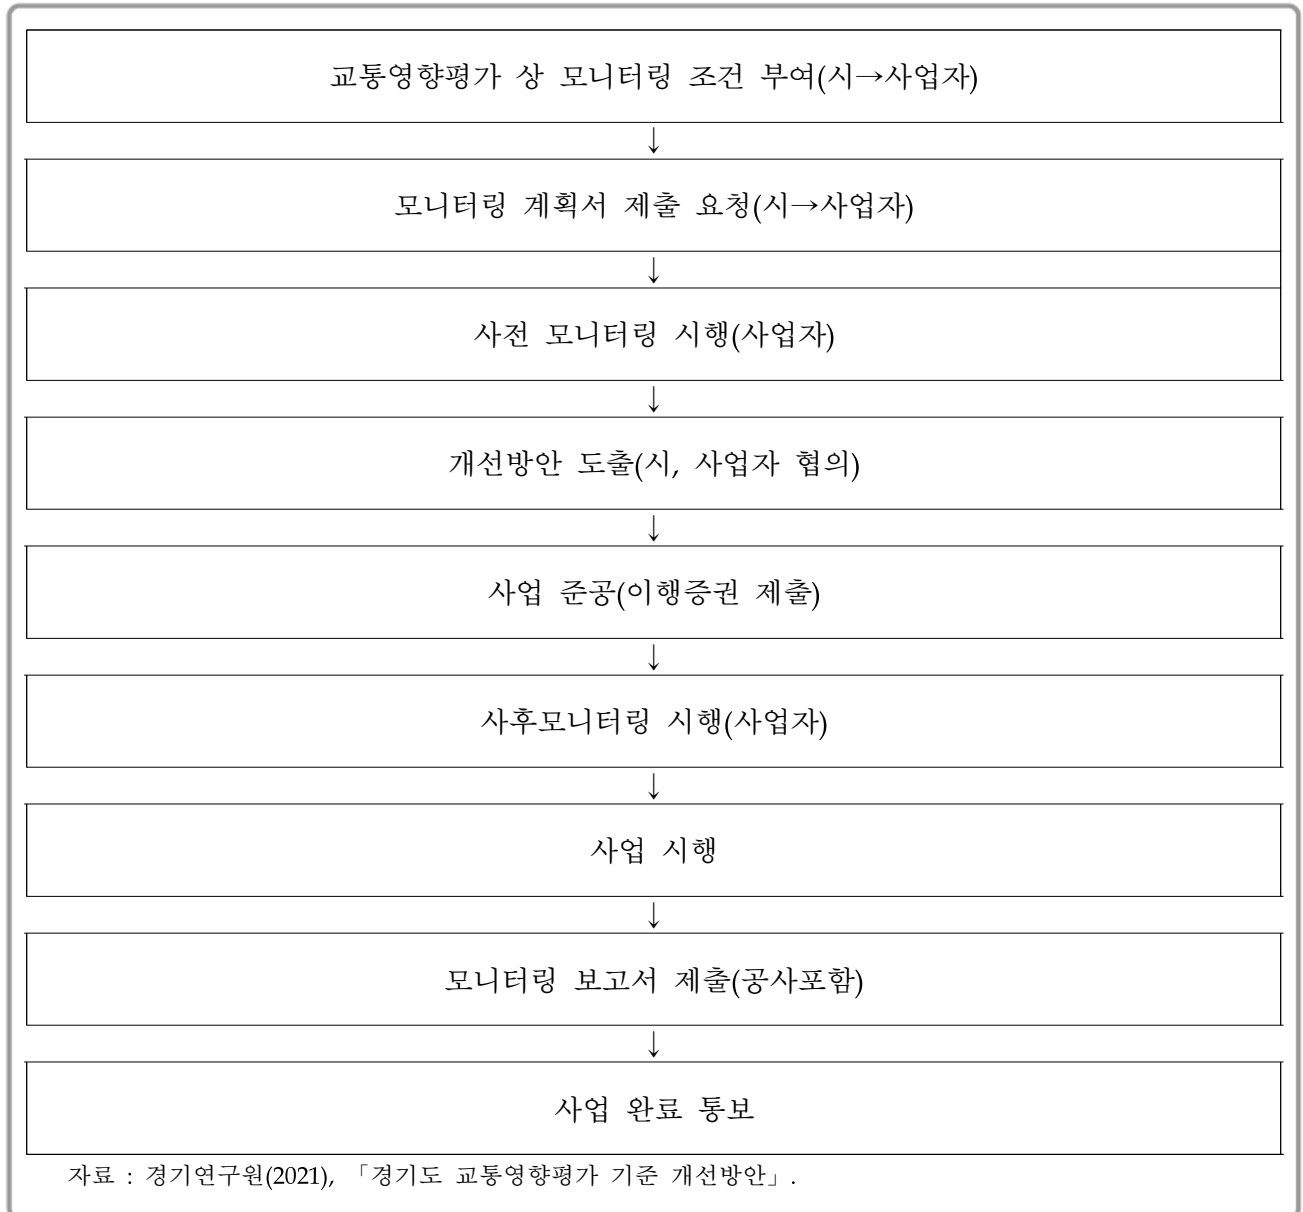 교통영향평가 상 모니터링 조건 부여(시→사업자)
↓
모니터링 계획서 제출 요청(시→사업자)
↓
사전 모니터링 시행(사업자)
↓
개선방안 도출(시, 사업자 협의)
↓
사업 준공(이행증권 제출)
↓
사후모니터링 시행(사업자)
↓
사업 시행
↓
모니터링 보고서 제출(공사포함)
↓
사업 완료 통보
자료 : 경기연구원(2021), 「경기도 교통영향평가 기준 개선방안」.